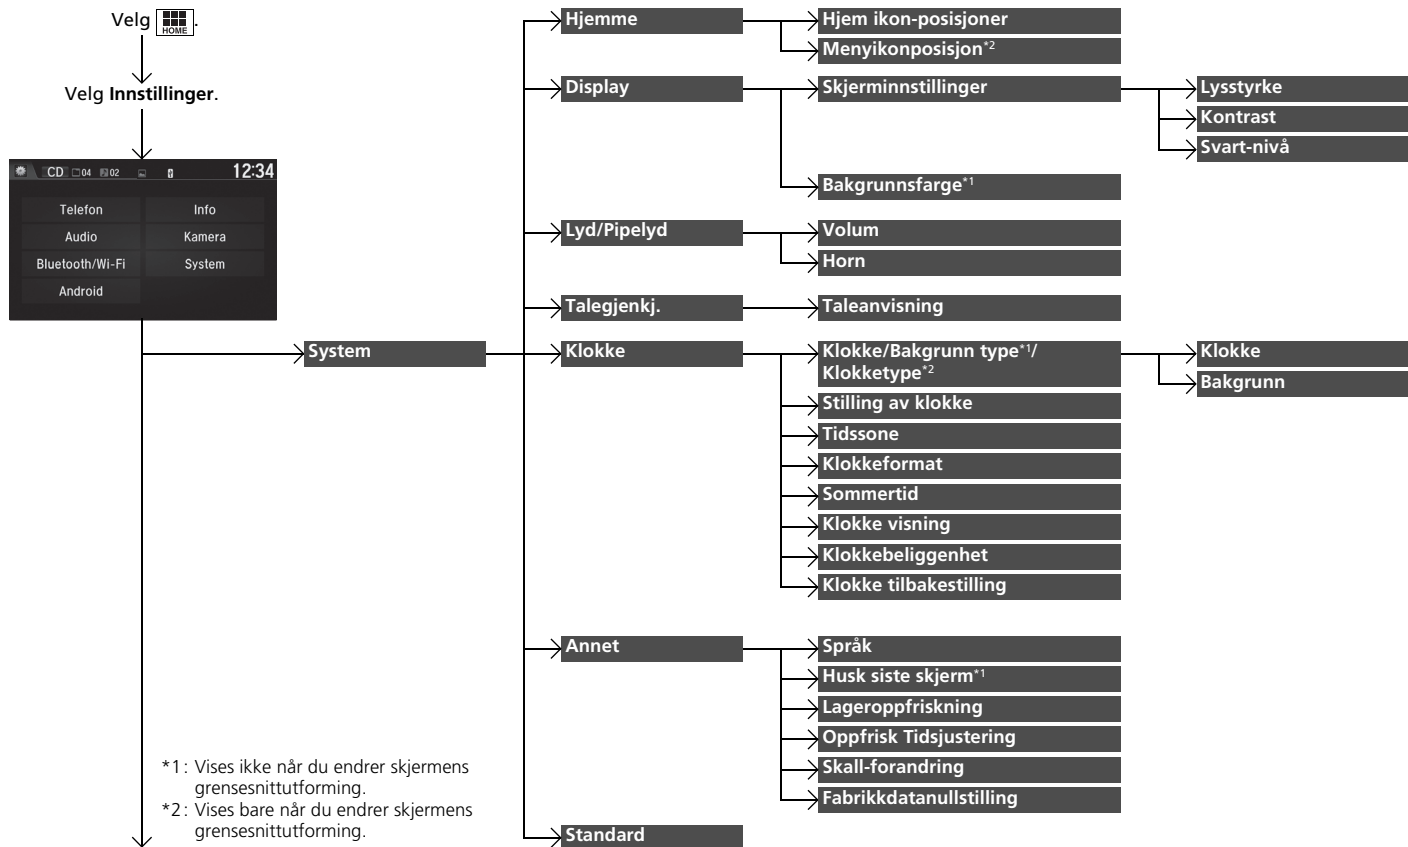 Velg HOME.
Velg Innstillinger.
CD 04 02 12:34
Telefon Info
Audio Kamera
Bluetooth/Wi-Fi System
Android
System
Hjemme
Hjem ikon-posisjoner
Menyikonposisjon*2
Display
Skjerminnstillinger
Lysstyrke
Kontrast
Svart-nivå
Bakgrunnsfarge*1
Lyd/Pipelyd
Volum
Horn
Talegjenkj.
Taleanvisning
Klokke
Klokke/Bakgrunn type*1/
Klokketype*2
Klokke
Bakgrunn
Stilling av klokke
Tidssone
Klokkeformat
Sommertid
Klokke visning
Klokkebeliggenhet
Klokke tilbakestilling
Annet
Språk
Husk siste skjerm*1
Lageroppfriskning
Oppfrisk Tidsjustering
Skall-forandring
Fabrikkdatanullstilling
Standard
*1: Vises ikke når du endrer skjermens
grensesnittutforming.
*2: Vises bare når du endrer skjermens
grensesnittutforming.